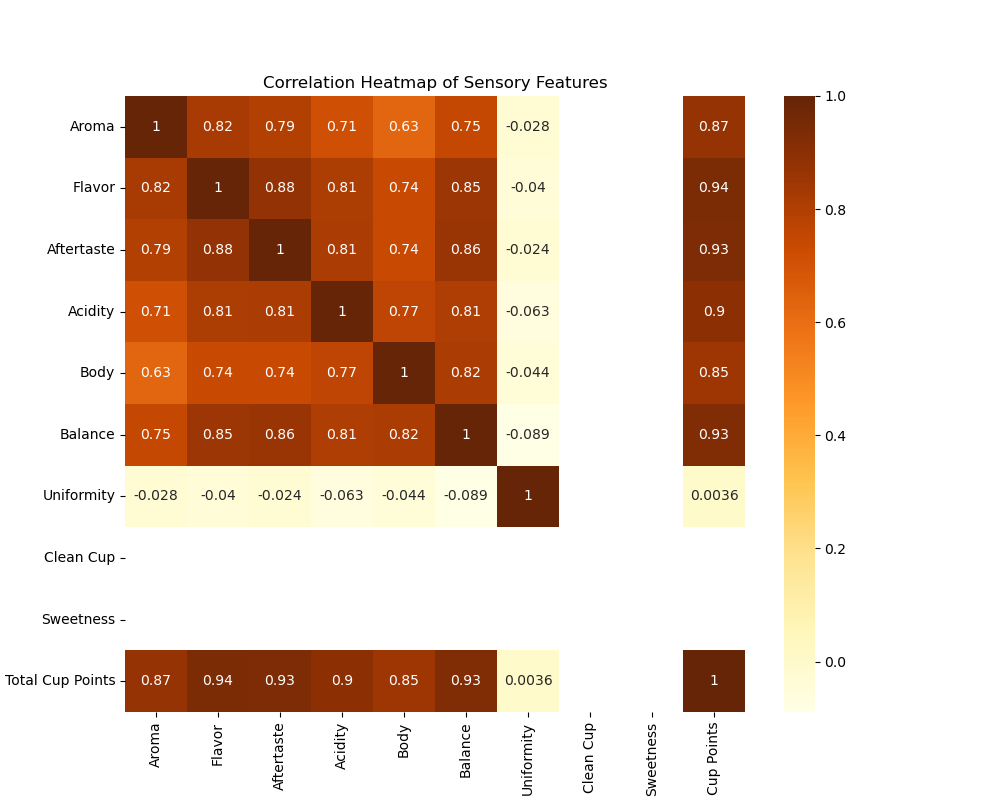 Correlation Heatmap of Sensory Features
Aroma 1 0.82 0.79 0.71 0.63 0.75 -0.028 0.87
Flavor 0.82 1 0.88 0.81 0.74 0.85 -0.04 0.94
Aftertaste 0.79 0.88 1 0.81 0.74 0.86 -0.024 0.93
Acidity 0.71 0.81 0.81 1 0.77 0.81 -0.063 0.9
Body 0.63 0.74 0.74 0.77 1 0.82 -0.044 0.85
Balance 0.75 0.85 0.86 0.81 0.82 1 -0.089 0.93
Uniformity -0.028 -0.04 -0.024 -0.063 -0.044 -0.089 1 0.0036
Clean Cup
Sweetness
Total Cup Points 0.87 0.94 0.93 0.9 0.85 0.93 0.0036 1
Aroma Flavor Aftertaste Acidity Body Balance Uniformity Clean Cup Sweetness Cup Points
1.0
0.8
0.6
0.4
0.2
0.0